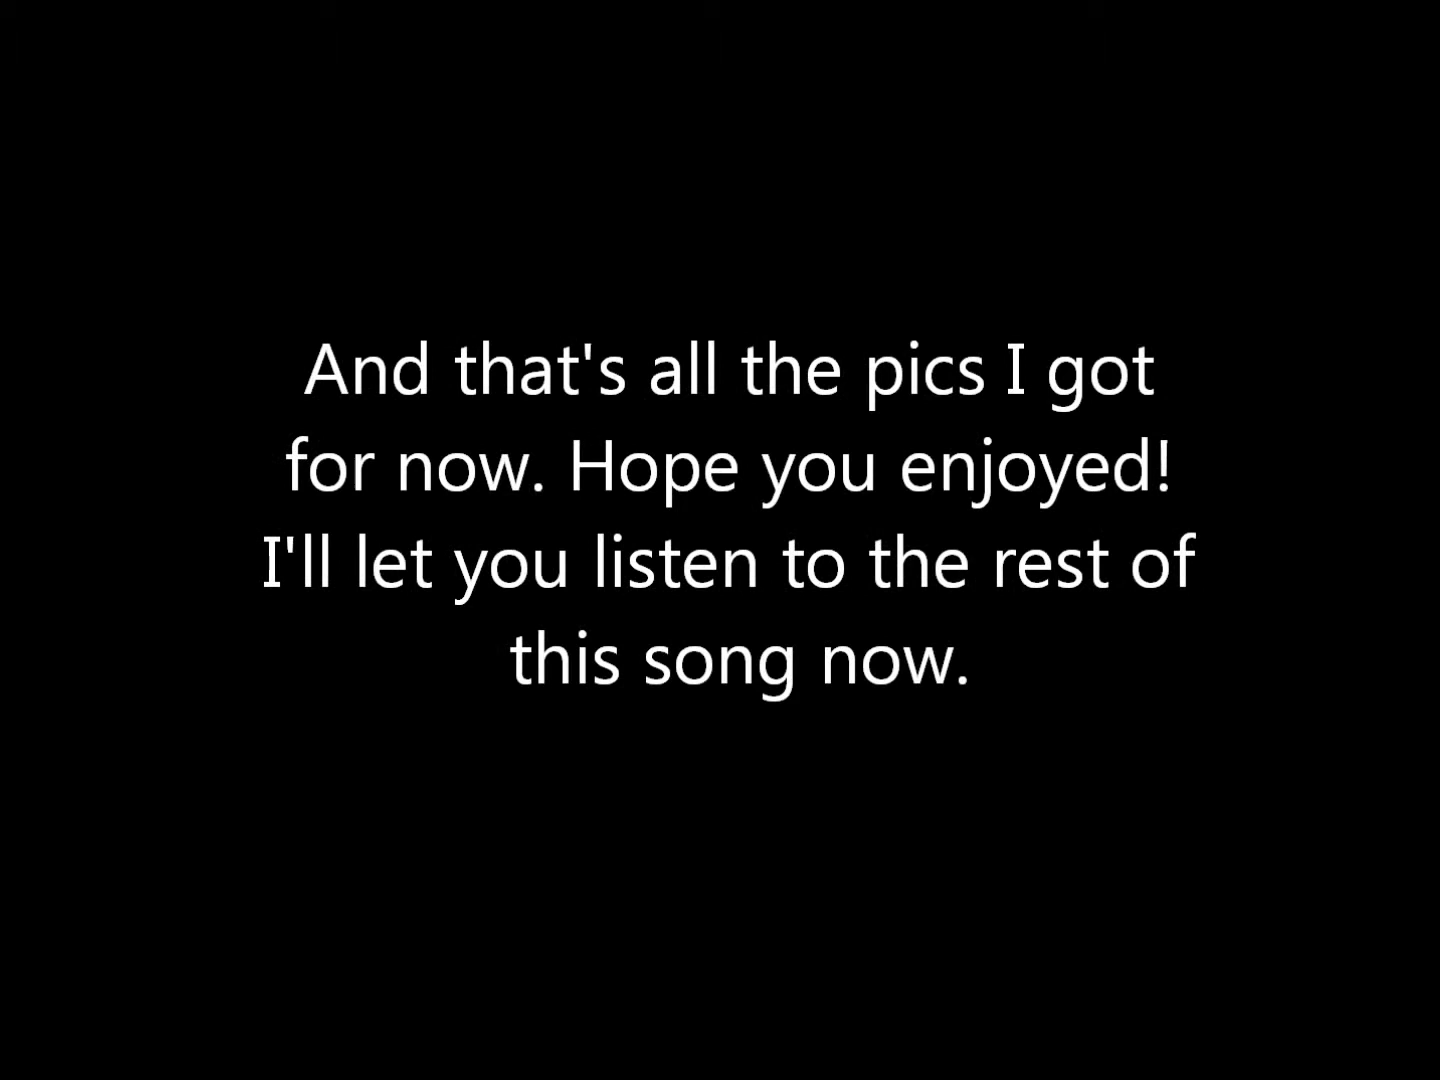 And that's all the pics I got
for now. Hope you enjoyed!
I'll let you listen to the rest of
this song now.